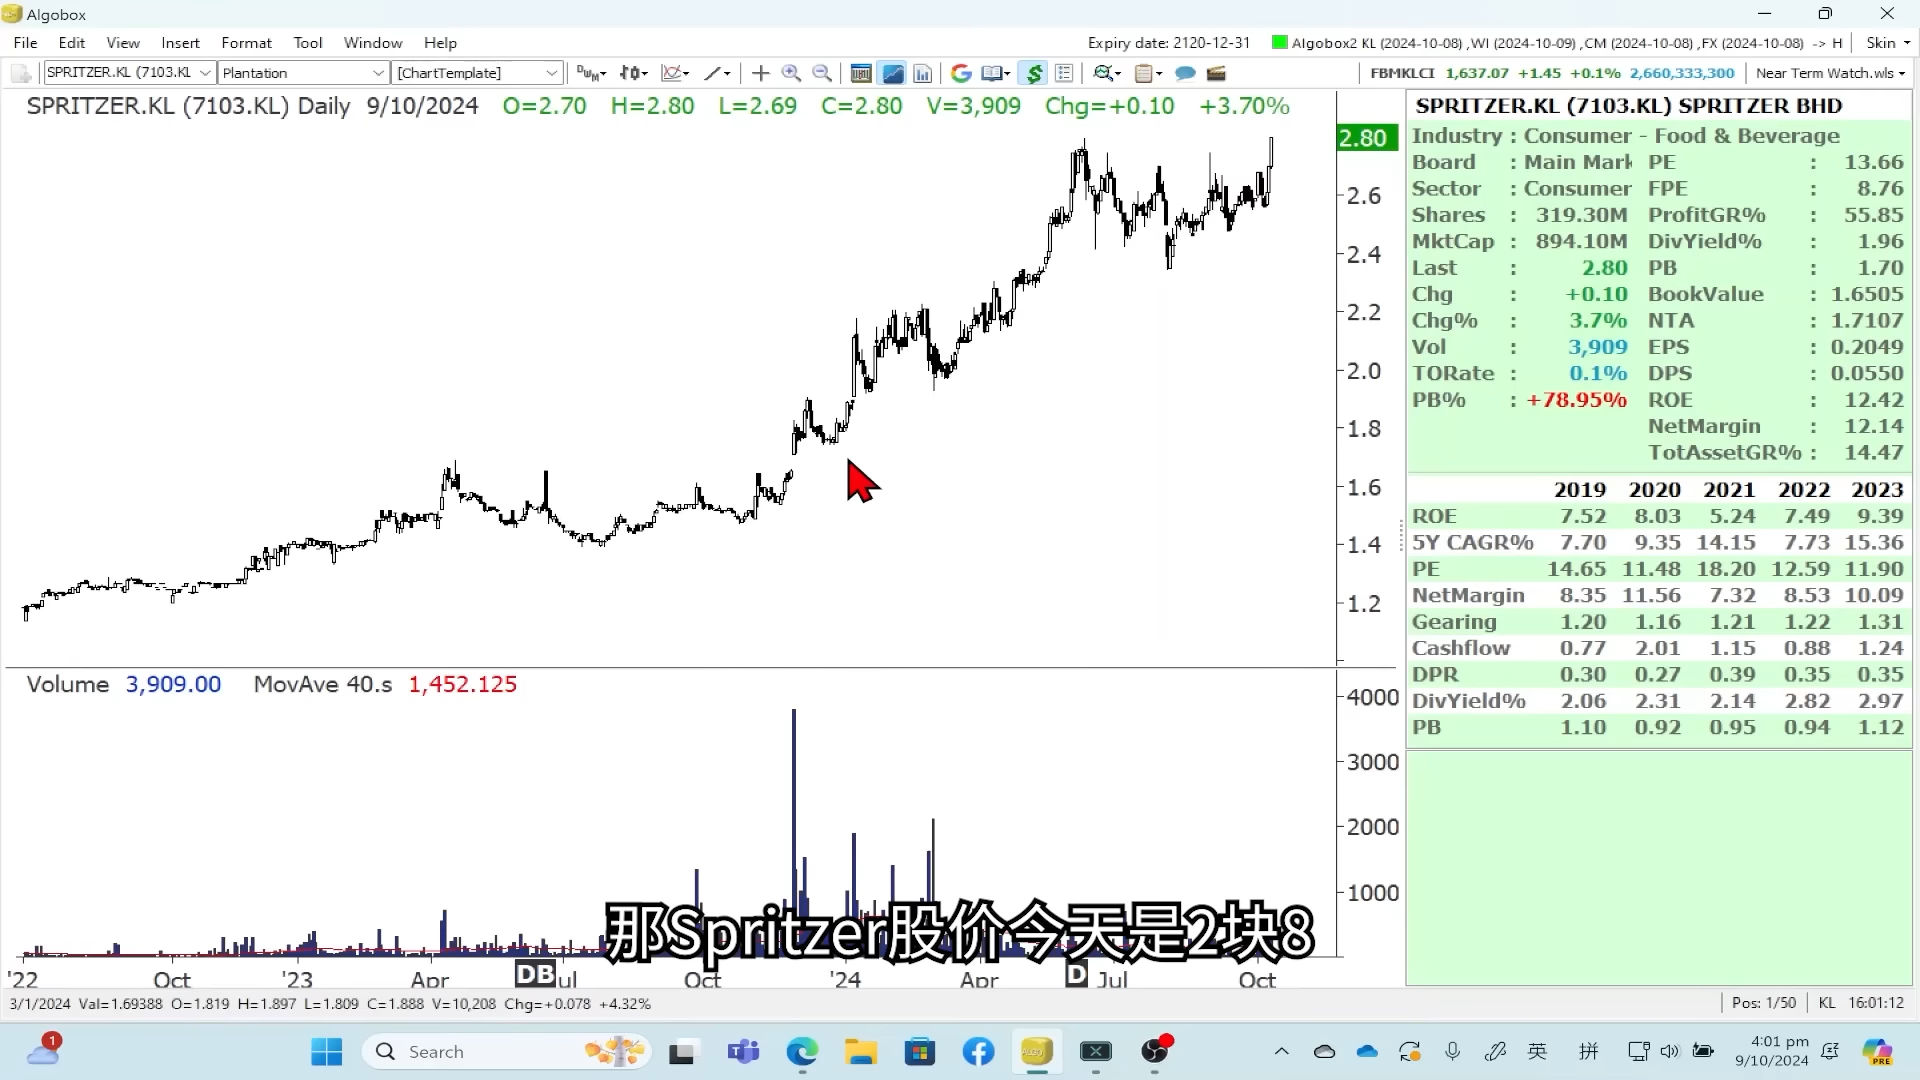 Algobox
File Edit View Insert Format Tool Window Help
Expiry date: 2120-12-31 Algobox2 KL (2024-10-08) ,WI (2024-10-09) ,CM (2024-10-08) ,FX (2024-10-08) -> H Skin
SPRITZER.KL (7103.KL Plantation [ChartTemplate] DWM FBMKLCI 1,637.07 +1.45 +0.1% 2,660,333,300 Near Term Watch.wls
SPRITZER.KL (7103.KL) Daily 9/10/2024 O=2.70 H=2.80 L=2.69 C=2.80 V=3,909 Chg=+0.10 +3.70%
2.80
2.6
2.4
2.2
2.0
1.8
1.6
1.4
1.2
SPRITZER.KL (7103.KL) SPRITZER BHD
Industry : Consumer - Food & Beverage
Board : Main Mark PE : 13.66
Sector : Consumer FPE : 8.76
Shares : 319.30M ProfitGR% : 55.85
MktCap : 894.10M DivYield% : 1.96
Last : 2.80 PB : 1.70
Chg : +0.10 BookValue : 1.6505
Chg% : 3.7% NTA : 1.7107
Vol : 3,909 EPS : 0.2049
TORate : 0.1% DPS : 0.0550
PB% : +78.95% ROE : 12.42
NetMargin : 12.14
TotAssetGR% : 14.47
2019 2020 2021 2022 2023
ROE 7.52 8.03 5.24 7.49 9.39
5Y CAGR% 7.70 9.35 14.15 7.73 15.36
PE 14.65 11.48 18.20 12.59 11.90
NetMargin 8.35 11.56 7.32 8.53 10.09
Gearing 1.20 1.16 1.21 1.22 1.31
Cashflow 0.77 2.01 1.15 0.88 1.24
DPR 0.30 0.27 0.39 0.35 0.35
DivYield% 2.06 2.31 2.14 2.82 2.97
PB 1.10 0.92 0.95 0.94 1.12
Volume 3,909.00 MovAve 40.s 1,452.125
4000
3000
2000
1000
那Spritzer股价今天是2块8
'22 Oct '23 Apr DB ul Oct '24 Apr D Jul Oct
3/1/2024 Val=1.69388 O=1.819 H=1.897 L=1.809 C=1.888 V=10,208 Chg=+0.078 +4.32%
Pos: 1/50 KL 16:01:12
1
Search
ALGO
英 拼
4:01 pm
9/10/2024
PRE